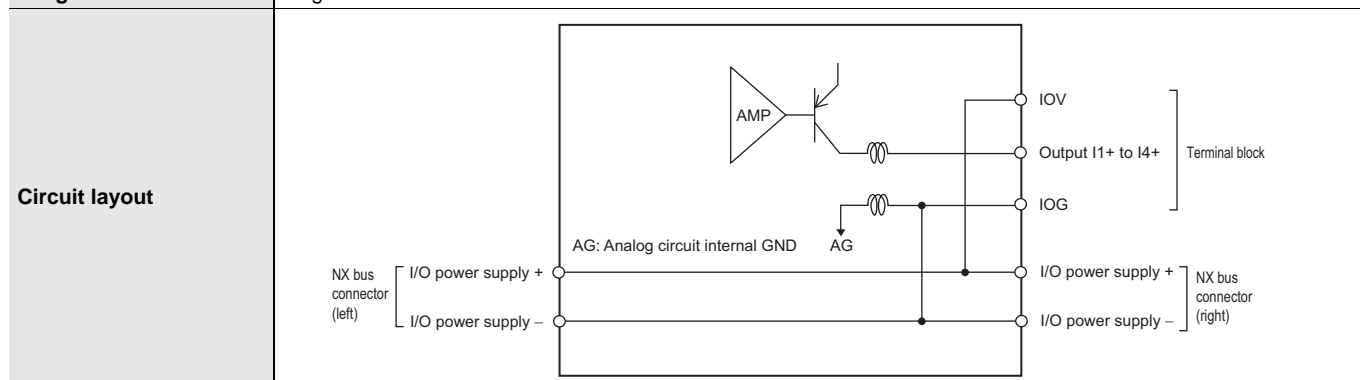 Circuit layout
AMP
IOV
Output I1+ to I4+
Terminal block
IOG
AG: Analog circuit internal GND
AG
NX bus
connector
(left)
I/O power supply +
I/O power supply –
I/O power supply +
I/O power supply –
NX bus
connector
(right)